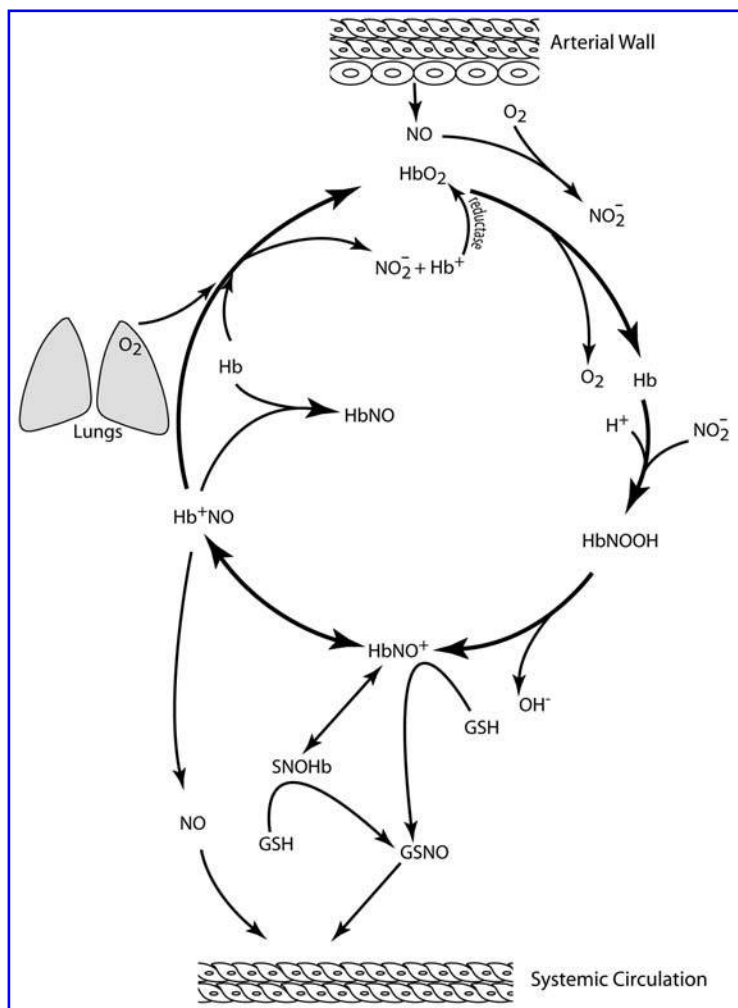 Arterial Wall
NO
O₂
HbO₂
NO₂⁻
reductase
NO₂⁻ + Hb⁺
O₂
Lungs
Hb
HbNO
O₂
Hb
H⁺
NO₂⁻
Hb⁺NO
HbNOOH
HbNO⁺
OH⁻
GSH
SNOHb
NO
GSH
GSNO
Systemic Circulation